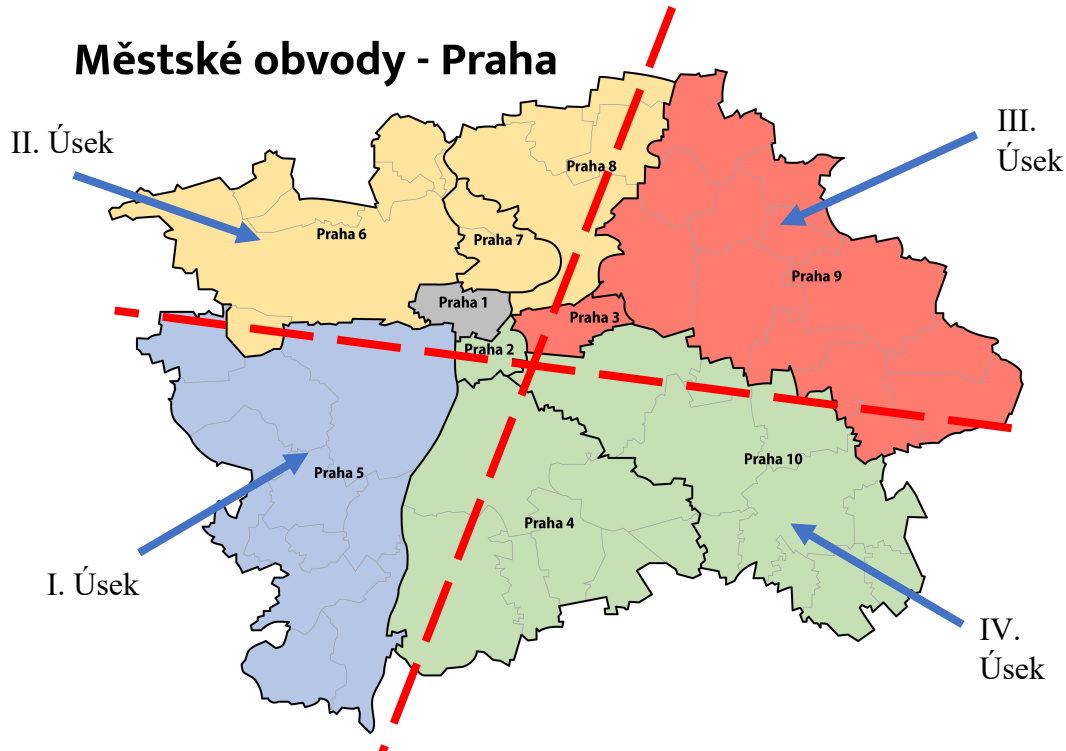 Městské obvody - Praha
II. Úsek
III.
Úsek
Praha 8
Praha 6
Praha 7
Praha 9
Praha 1
Praha 3
Praha 2
Praha 10
Praha 5
Praha 4
I. Úsek
IV.
Úsek